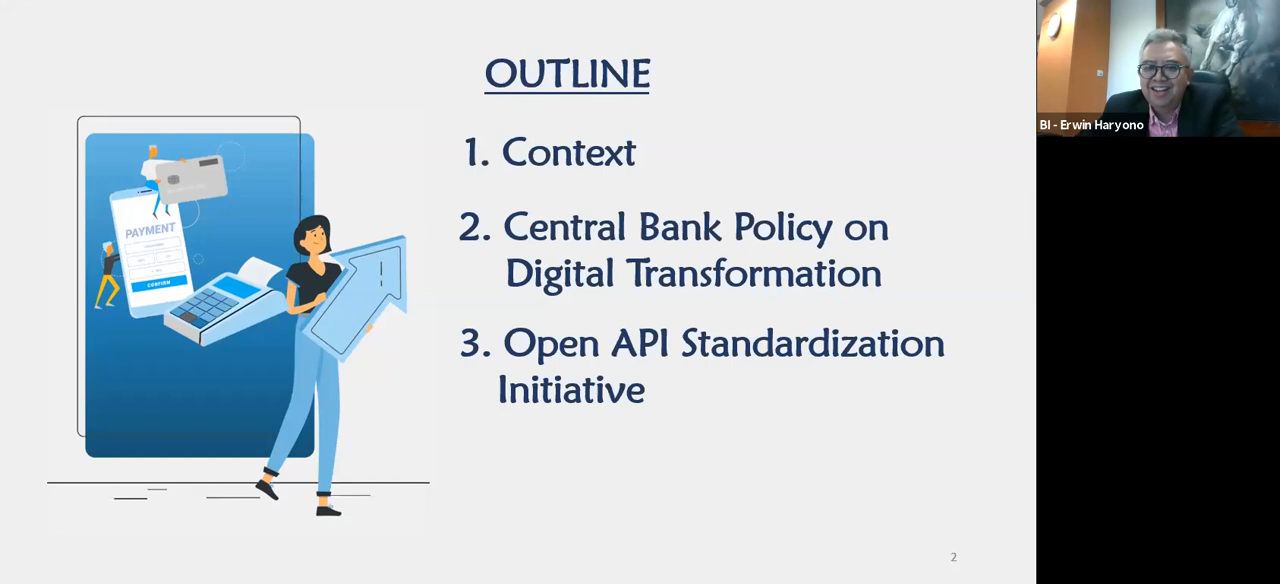 OUTLINE
1. Context
2. Central Bank Policy on
Digital Transformation
3. Open API Standardization
Initiative
PAYMENT
CONFIRM
2
BI - Erwin Haryono